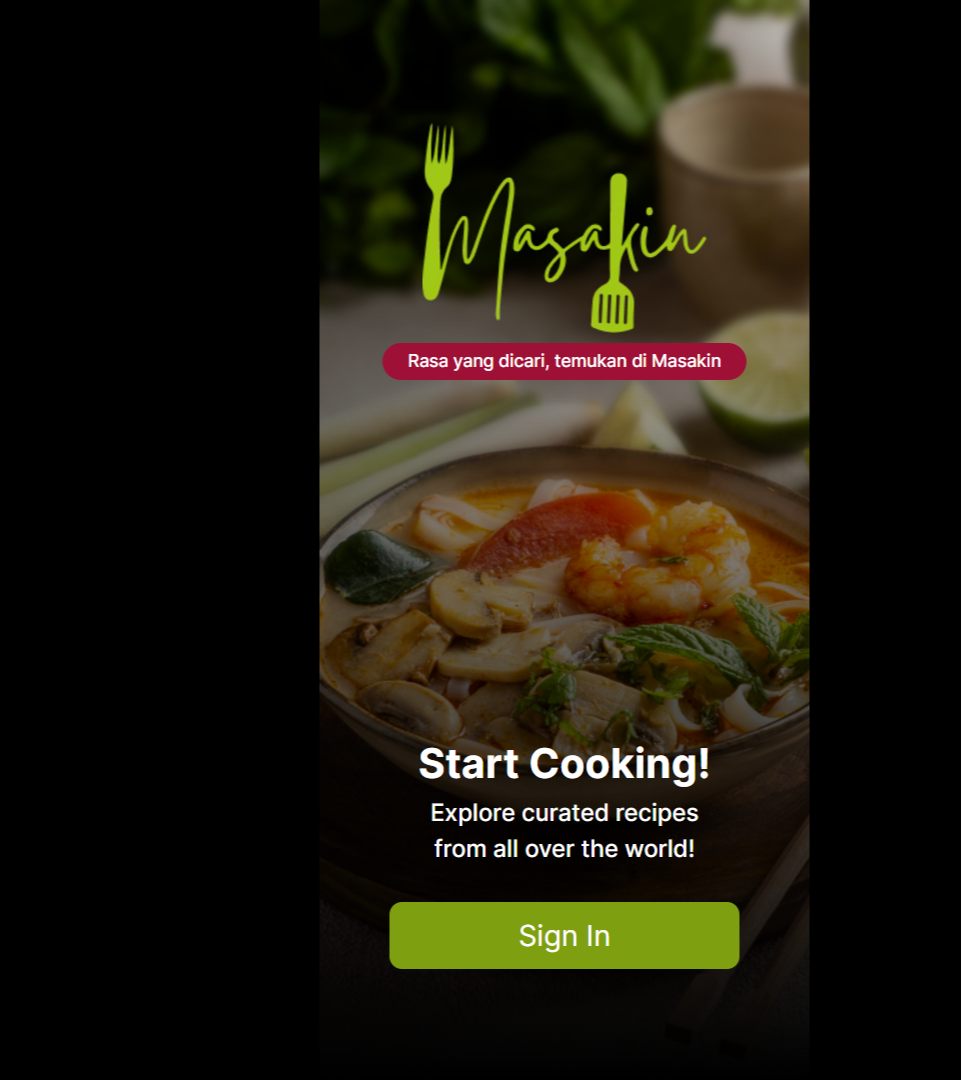 Masakin
Rasa yang dicari, temukan di Masakin
Start Cooking!
Explore curated recipes
from all over the world!
Sign In